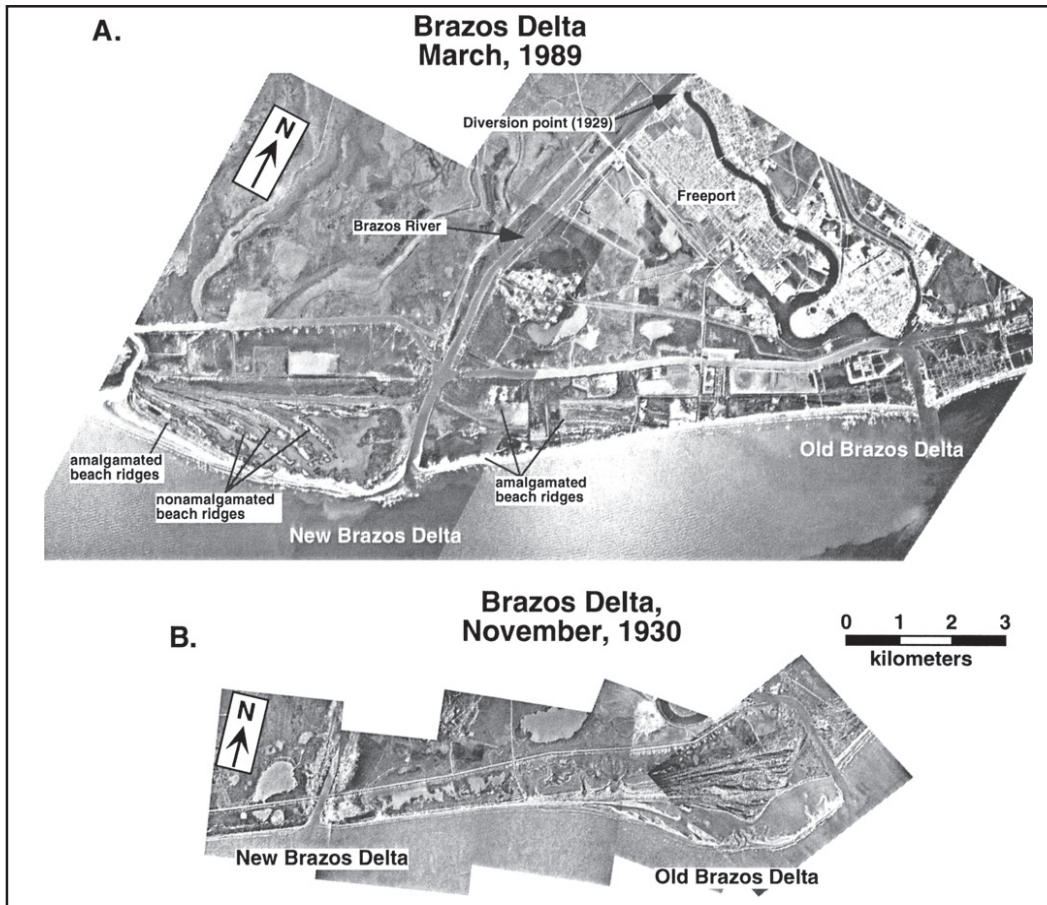 A.
Brazos Delta
March, 1989
N
Diversion point (1929)
Freeport
Brazos River
amalgamated
beach ridges
nonamalgamated
beach ridges
amalgamated
beach ridges
Old Brazos Delta
New Brazos Delta
B.
Brazos Delta,
November, 1930
0 1 2 3
kilometers
N
New Brazos Delta
Old Brazos Delta